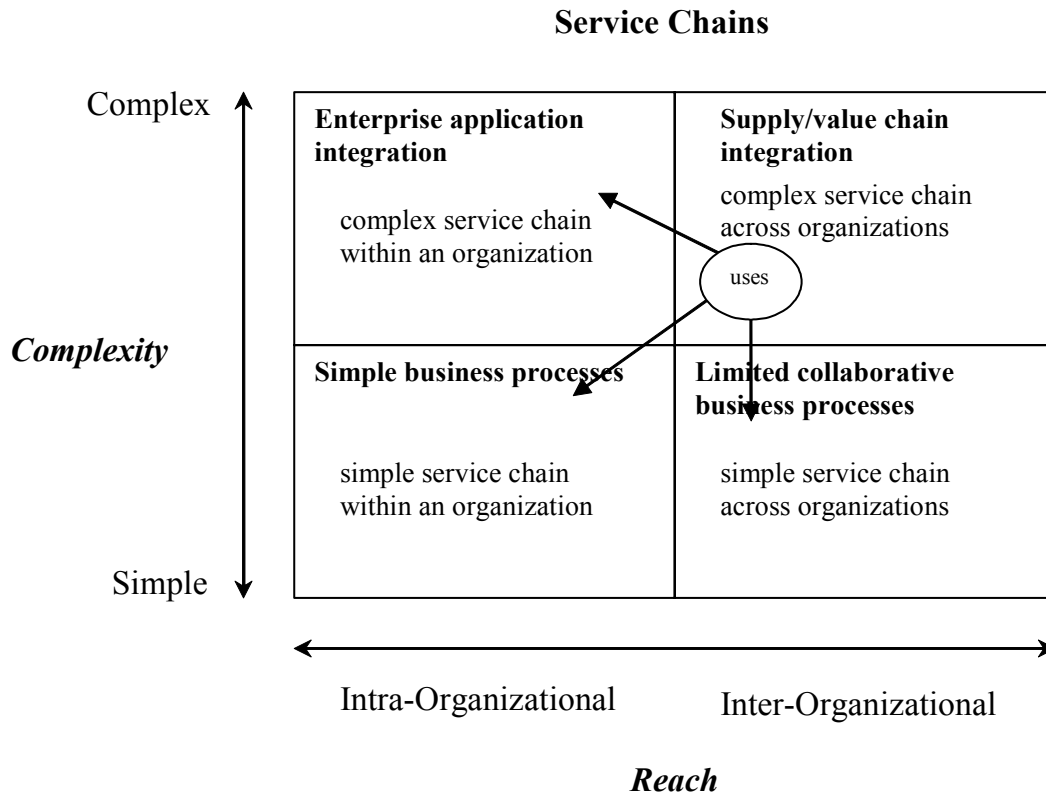 Service Chains
Complex
Enterprise application
integration
complex service chain
within an organization
Supply/value chain
integration
complex service chain
across organizations
uses
Complexity
Simple business processes
simple service chain
within an organization
Limited collaborative
business processes
simple service chain
across organizations
Simple
Intra-Organizational
Inter-Organizational
Reach